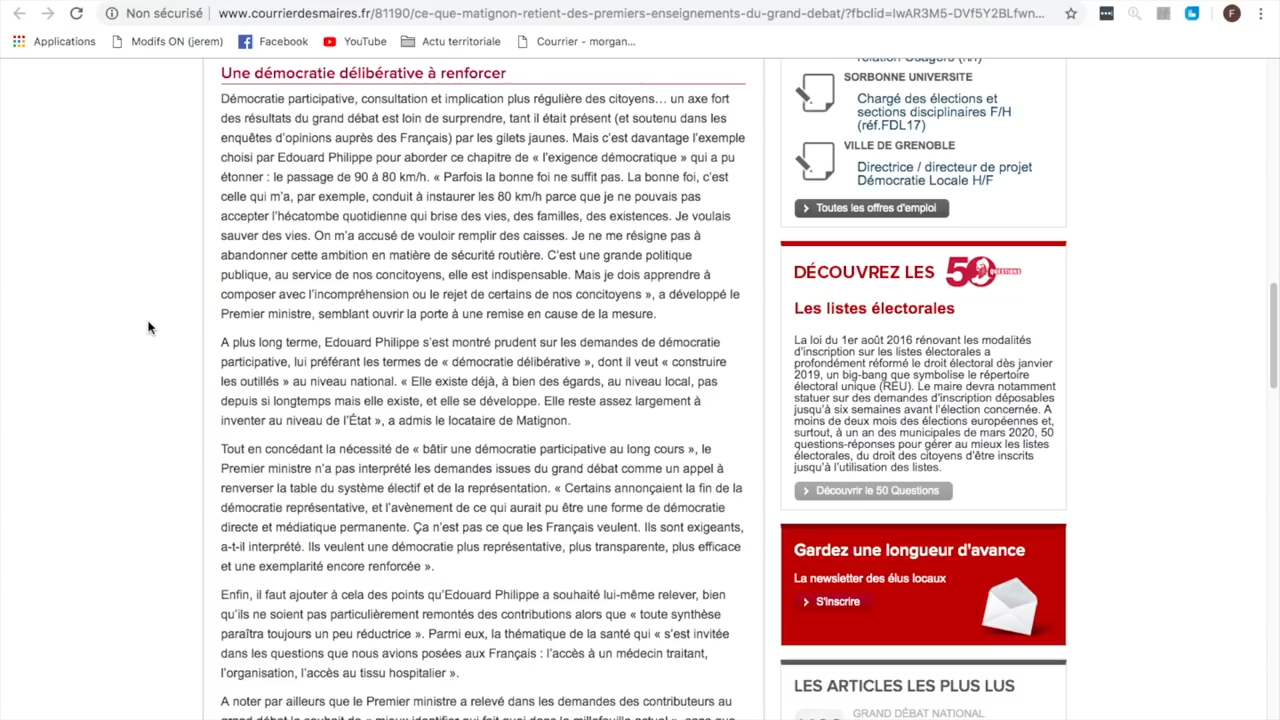 Non sécurisé
www.courrierdesmaires.fr/81190/ce-que-matignon-retient-des-premiers-enseignements-du-grand-debat/?fbclid=IwAR3M5-DVf5Y2BLfwn...
F
Applications
Modifs ON (jerem)
Facebook
YouTube
Actu territoriale
Courrier - morgan...
Une démocratie délibérative à renforcer
Démocratie participative, consultation et implication plus régulière des citoyens… un axe fort
des résultats du grand débat est loin de surprendre, tant il était présent (et soutenu dans les
enquêtes d’opinions auprès des Français) par les gilets jaunes. Mais c’est davantage l’exemple
choisi par Edouard Philippe pour aborder ce chapitre de « l’exigence démocratique » qui a pu
étonner : le passage de 90 à 80 km/h. « Parfois la bonne foi ne suffit pas. La bonne foi, c’est
celle qui m’a, par exemple, conduit à instaurer les 80 km/h parce que je ne pouvais pas
accepter l’hécatombe quotidienne qui brise des vies, des familles, des existences. Je voulais
sauver des vies. On m’a accusé de vouloir remplir des caisses. Je ne me résigne pas à
abandonner cette ambition en matière de sécurité routière. C’est une grande politique
publique, au service de nos concitoyens, elle est indispensable. Mais je dois apprendre à
composer avec l’incompréhension ou le rejet de certains de nos concitoyens », a développé le
Premier ministre, semblant ouvrir la porte à une remise en cause de la mesure.
A plus long terme, Edouard Philippe s’est montré prudent sur les demandes de démocratie
participative, lui préférant les termes de « démocratie délibérative », dont il veut « construire
les outillés » au niveau national. « Elle existe déjà, à bien des égards, au niveau local, pas
depuis si longtemps mais elle existe, et elle se développe. Elle reste assez largement à
inventer au niveau de l’État », a admis le locataire de Matignon.
Tout en concédant la nécessité de « bâtir une démocratie participative au long cours », le
Premier ministre n’a pas interprété les demandes issues du grand débat comme un appel à
renverser la table du système électif et de la représentation. « Certains annonçaient la fin de la
démocratie représentative, et l’avènement de ce qui aurait pu être une forme de démocratie
directe et médiatique permanente. Ça n’est pas ce que les Français veulent. Ils sont exigeants,
a-t-il interprété. Ils veulent une démocratie plus représentative, plus transparente, plus efficace
et une exemplarité encore renforcée ».
Enfin, il faut ajouter à cela des points qu’Edouard Philippe a souhaité lui-même relever, bien
qu’ils ne soient pas particulièrement remontés des contributions alors que « toute synthèse
paraîtra toujours un peu réductrice ». Parmi eux, la thématique de la santé qui « s’est invitée
dans les questions que nous avions posées aux Français : l’accès à un médecin traitant,
l’organisation, l’accès au tissu hospitalier ».
A noter par ailleurs que le Premier ministre a relevé dans les demandes des contributeurs au
grand débat le souhait de « mieux identifier qui fait quoi dans le millefeuille actuel », sans que
relation Usagers (h/f)
SORBONNE UNIVERSITE
Chargé des élections et
sections disciplinaires F/H
(réf.FDL17)
VILLE DE GRENOBLE
Directrice / directeur de projet
Démocratie Locale H/F
Toutes les offres d'emploi
DÉCOUVREZ LES 50 QUESTIONS
Les listes électorales
La loi du 1er août 2016 rénovant les modalités
d'inscription sur les listes électorales a
profondément réformé le droit électoral dès janvier
2019, un big-bang que symbolise le répertoire
électoral unique (REU). Le maire devra notamment
statuer sur des demandes d'inscription déposables
jusqu'à six semaines avant l'élection concernée. A
moins de deux mois des élections européennes et,
surtout, à un an des municipales de mars 2020, 50
questions-réponses pour gérer au mieux les listes
électorales, du droit des citoyens d'être inscrits
jusqu'à l'utilisation des listes.
Découvrir le 50 Questions
Gardez une longueur d'avance
La newsletter des élus locaux
S'inscrire
LES ARTICLES LES PLUS LUS
GRAND DÉBAT NATIONAL